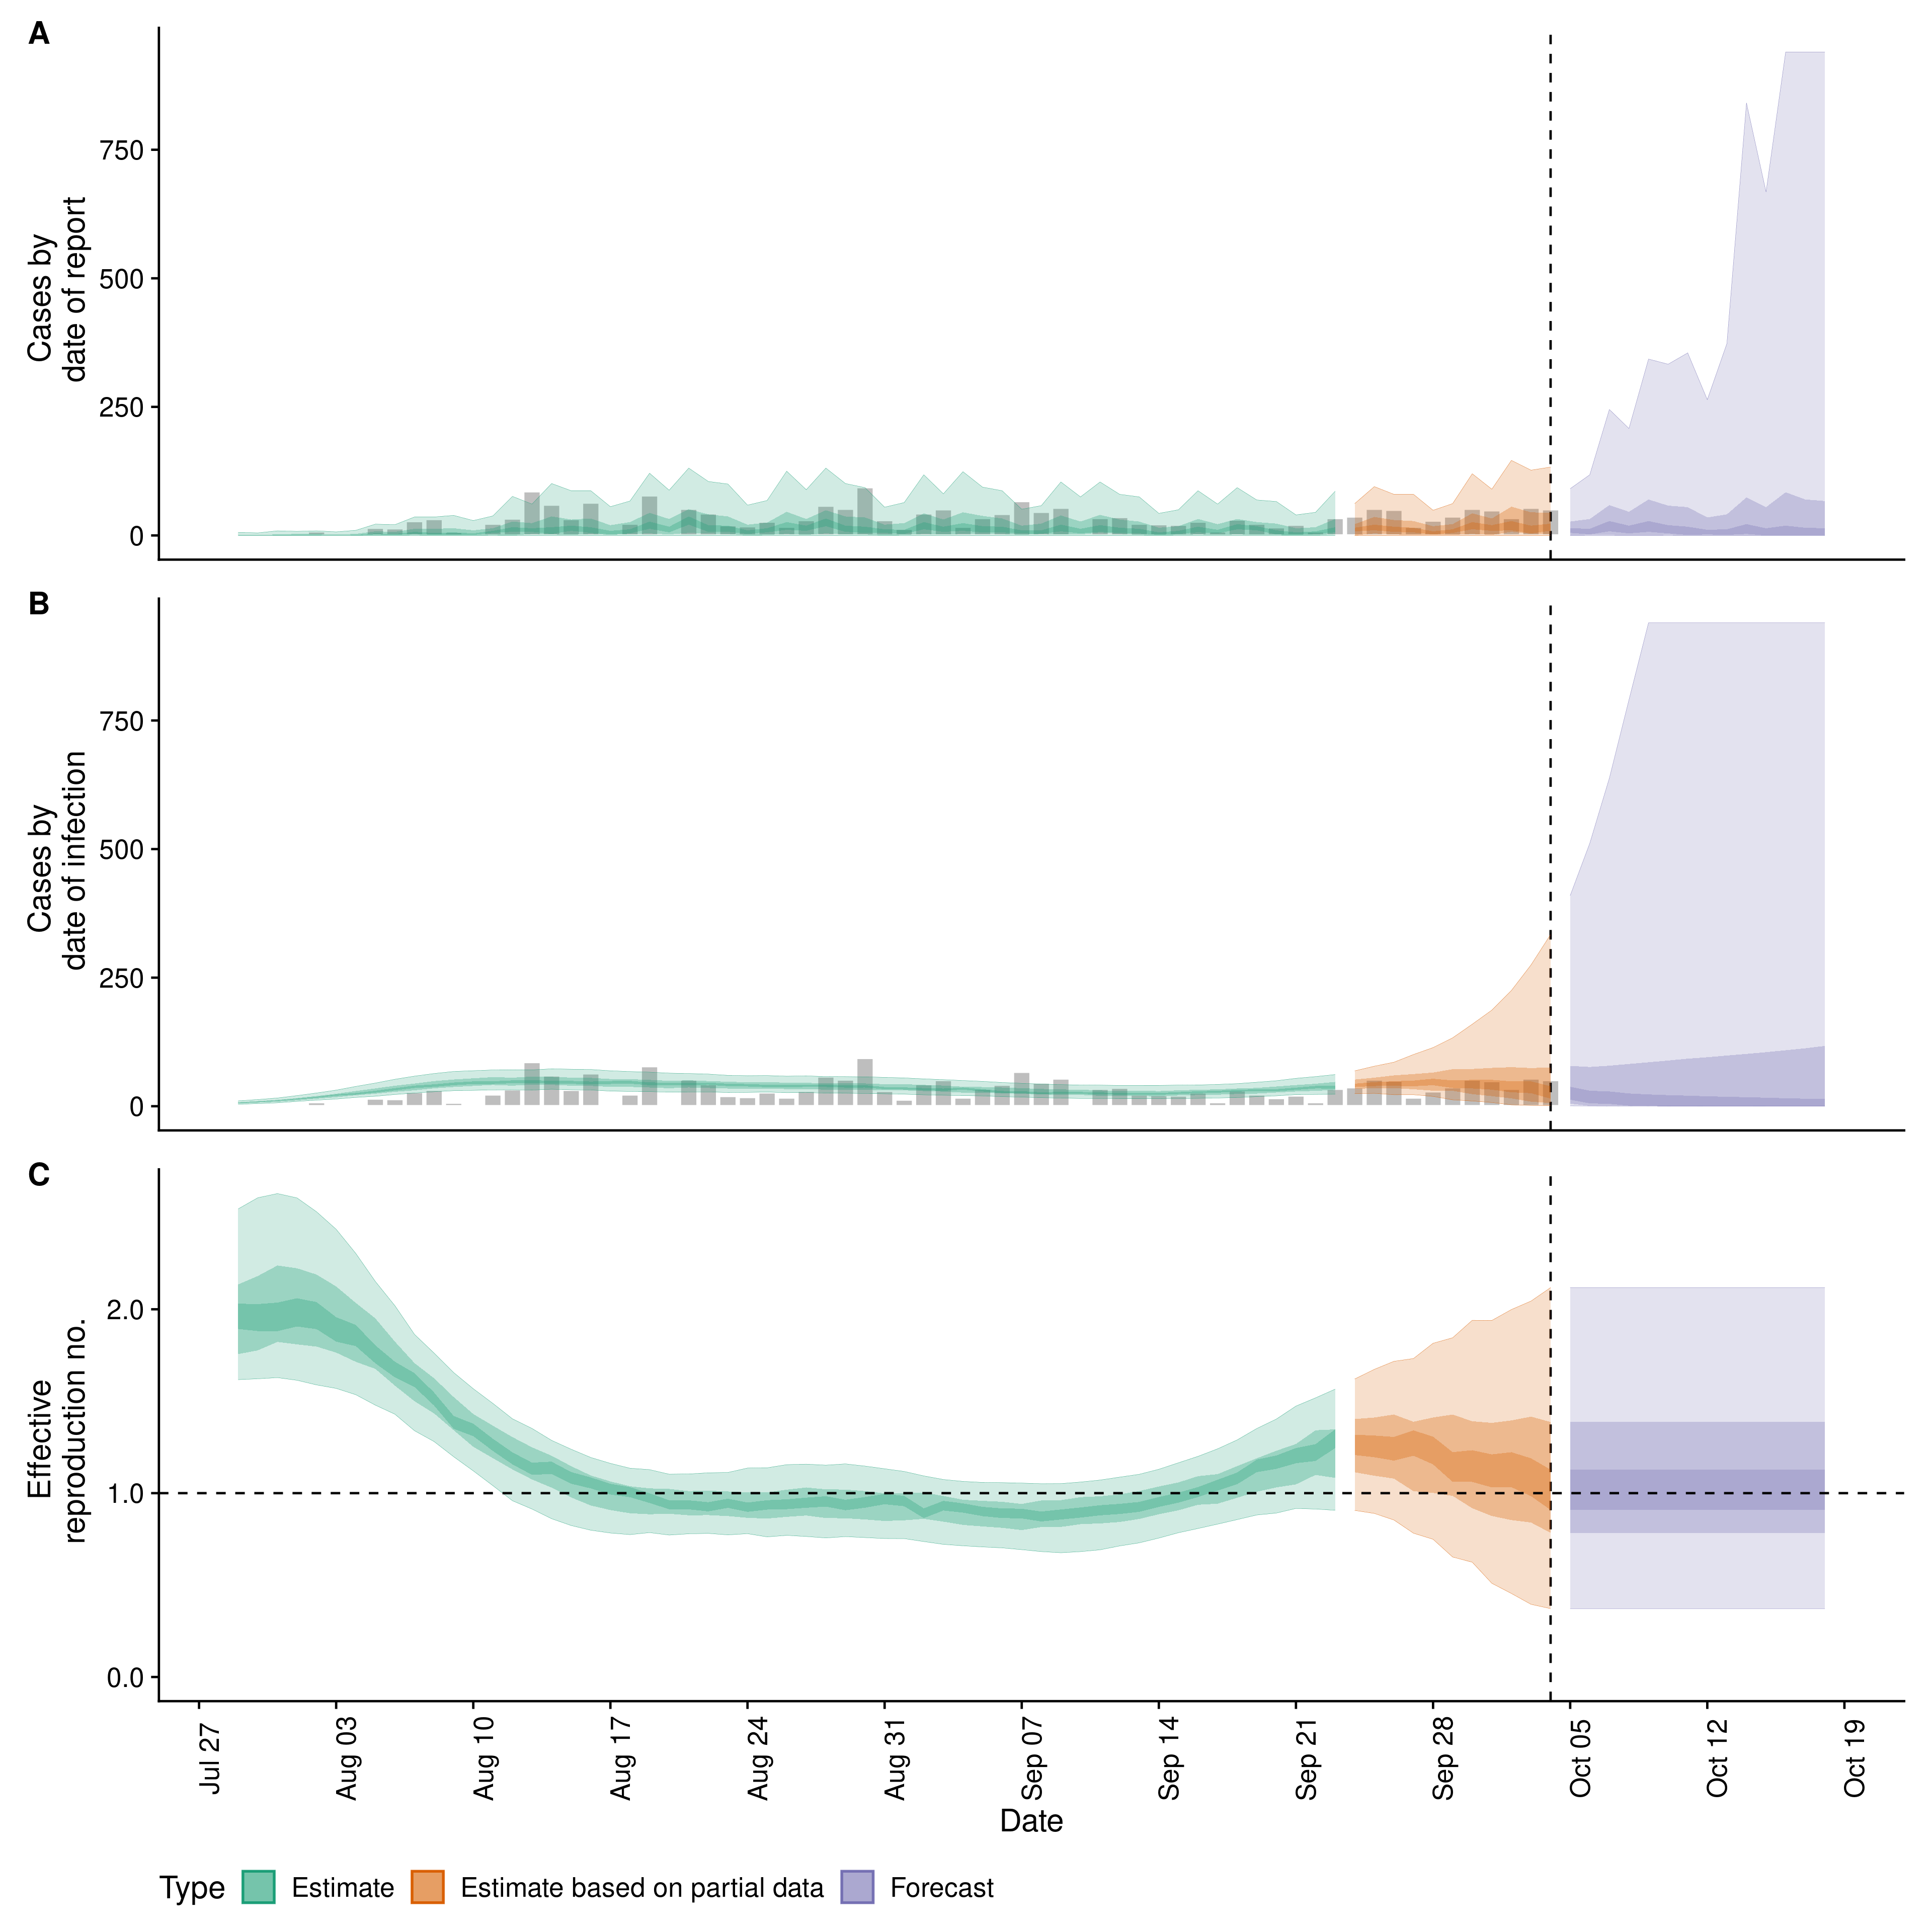 A
Cases by
date of report
750
500
250
0
B
Cases by
date of infection
750
500
250
0
C
Effective
reproduction no.
2.0
1.0
0.0
Jul 27
Aug 03
Aug 10
Aug 17
Aug 24
Aug 31
Sep 07
Sep 14
Sep 21
Sep 28
Oct 05
Oct 12
Oct 19
Date
Type Estimate Estimate based on partial data Forecast